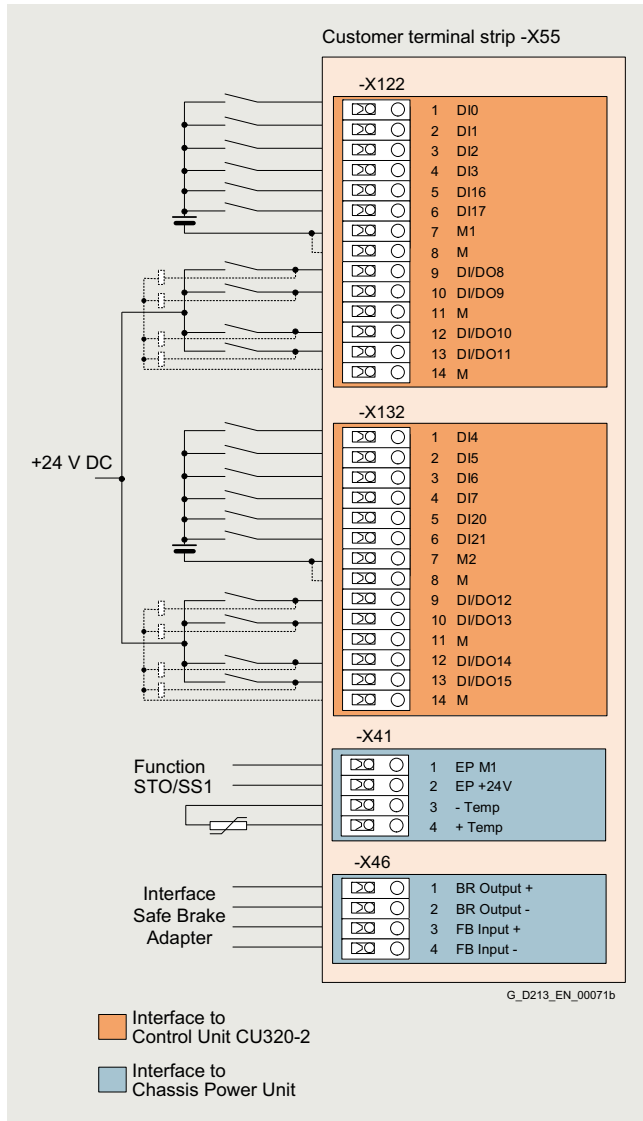 Customer terminal strip -X55
-X122
1 DI0
2 DI1
3 DI2
4 DI3
5 DI16
6 DI17
7 M1
8 M
9 DI/DO8
10 DI/DO9
11 M
12 DI/DO10
13 DI/DO11
14 M
-X132
+24 V DC
1 DI4
2 DI5
3 DI6
4 DI7
5 DI20
6 DI21
7 M2
8 M
9 DI/DO12
10 DI/DO13
11 M
12 DI/DO14
13 DI/DO15
14 M
-X41
Function
STO/SS1
1 EP M1
2 EP +24V
3 - Temp
4 + Temp
-X46
Interface
Safe Brake
Adapter
1 BR Output +
2 BR Output -
3 FB Input +
4 FB Input -
G_D213_EN_00071b
Interface to
Control Unit CU320-2
Interface to
Chassis Power Unit